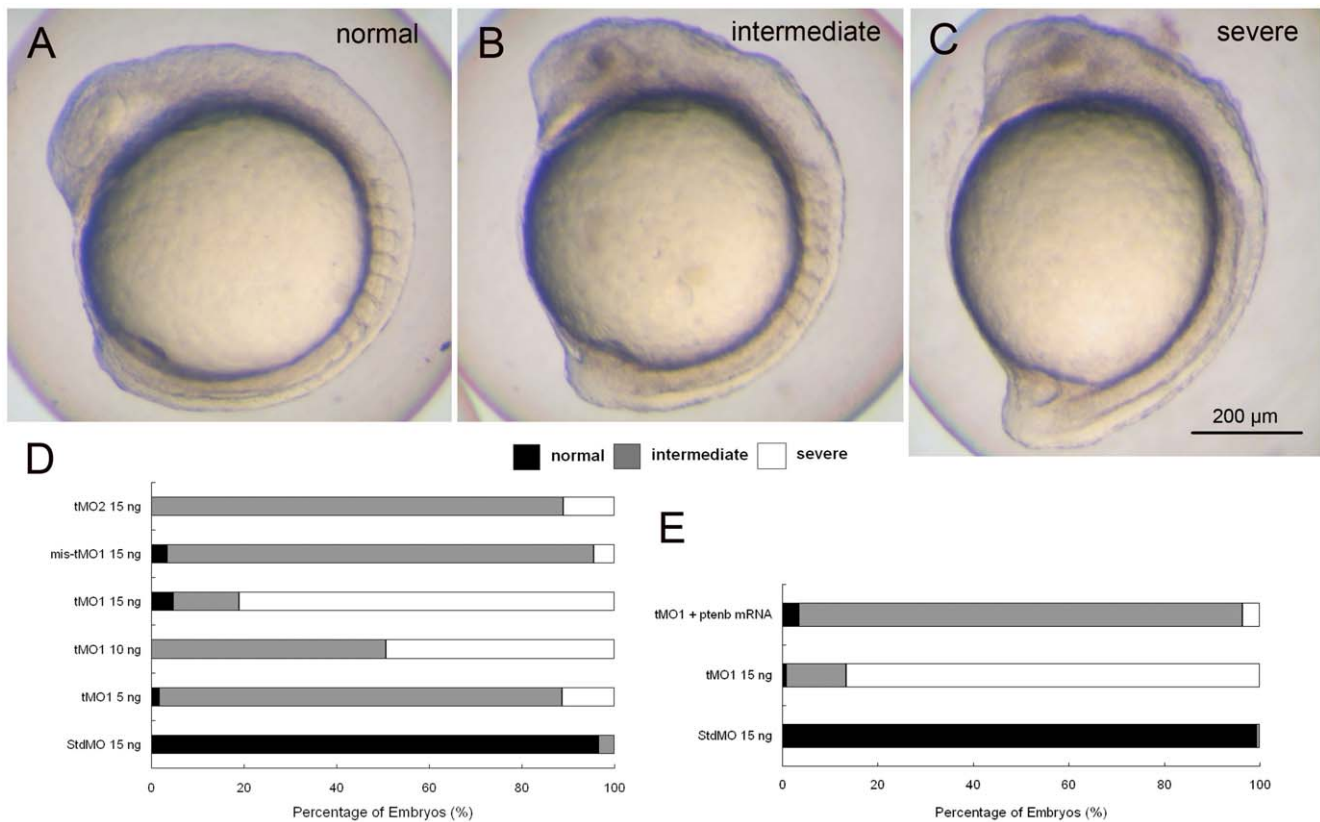 A normal
B intermediate
C severe
200 µm
D
normal intermediate severe
tMO2 15 ng
mis-tMO1 15 ng
tMO1 15 ng
tMO1 10 ng
tMO1 5 ng
StdMO 15 ng
0 20 40 60 80 100
Percentage of Embryos (%)
E
tMO1 + ptenb mRNA
tMO1 15 ng
StdMO 15 ng
0 20 40 60 80 100
Percentage of Embryos (%)